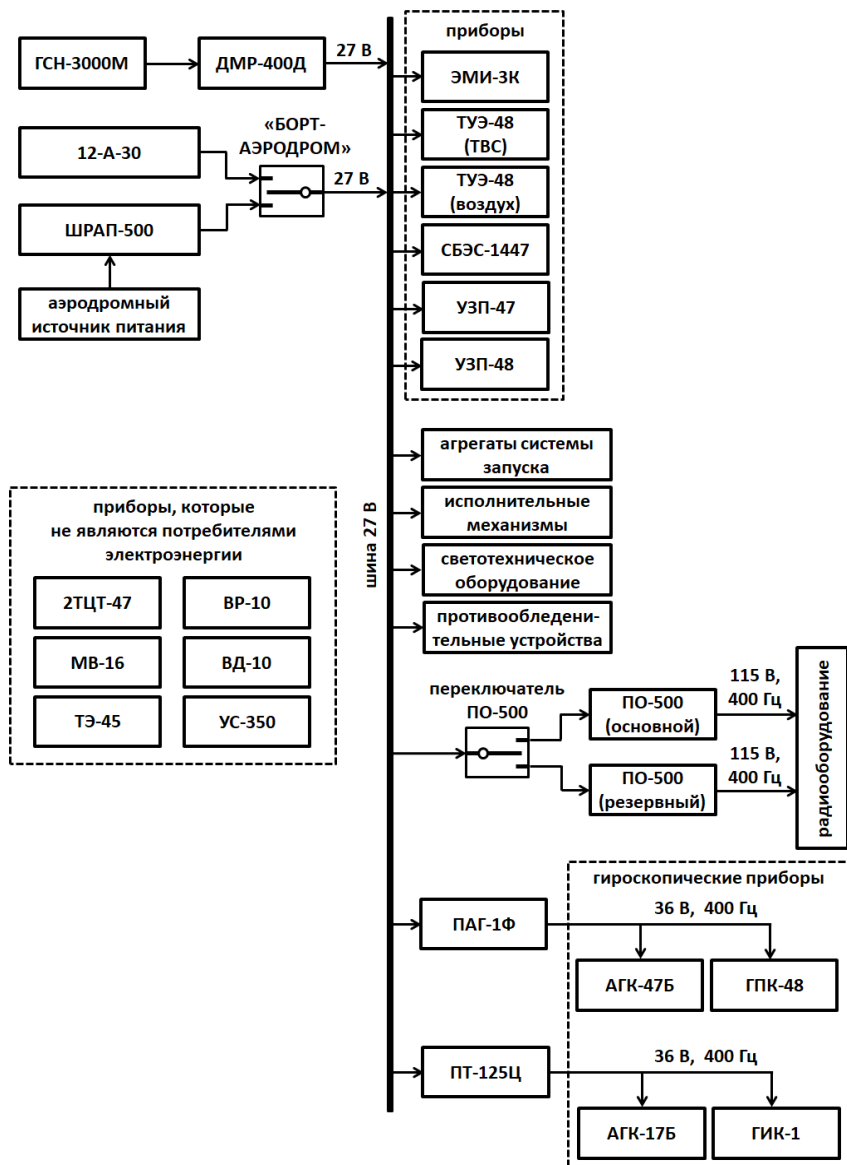 приборы
ГСН-3000М
ДМР-400Д
27 В
ЭМИ-3К
ТУЭ-48
(ТВС)
«БОРТ-
АЭРОДРОМ»
12-А-30
27 В
ТУЭ-48
(воздух)
ШРАП-500
СБЭС-1447
аэродромный
источник питания
УЗП-47
УЗП-48
агрегаты системы
запуска
приборы, которые
не являются потребителями
электроэнергии
исполнительные
механизмы
шина 27 В
светотехническое
оборудование
2ТЦТ-47
ВР-10
противообледени-
тельные устройства
МВ-16
ВД-10
ТЭ-45
УС-350
переключатель
ПО-500
ПО-500
(основной)
115 В,
400 Гц
ПО-500
(резервный)
115 В,
400 Гц
радиооборудование
гироскопические приборы
ПАГ-1Ф
36 В, 400 Гц
АГК-47Б
ГПК-48
ПТ-125Ц
36 В, 400 Гц
АГК-17Б
ГИК-1